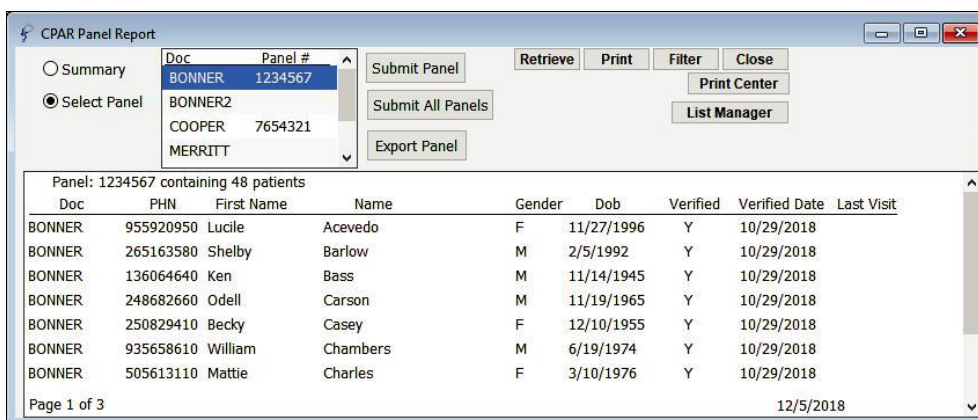 CPAR Panel Report
Summary
Select Panel
Doc Panel #
BONNER 1234567
BONNER2
COOPER 7654321
MERRITT
Submit Panel
Submit All Panels
Export Panel
Retrieve Print Filter Close
Print Center
List Manager
Panel: 1234567 containing 48 patients
Doc PHN First Name Name Gender Dob Verified Verified Date Last Visit
BONNER 955920950 Lucile Acevedo F 11/27/1996 Y 10/29/2018
BONNER 265163580 Shelby Barlow M 2/5/1992 Y 10/29/2018
BONNER 136064640 Ken Bass M 11/14/1945 Y 10/29/2018
BONNER 248682660 Odell Carson M 11/19/1965 Y 10/29/2018
BONNER 250829410 Becky Casey F 12/10/1955 Y 10/29/2018
BONNER 935658610 William Chambers M 6/19/1974 Y 10/29/2018
BONNER 505613110 Mattie Charles F 3/10/1976 Y 10/29/2018
Page 1 of 3 12/5/2018